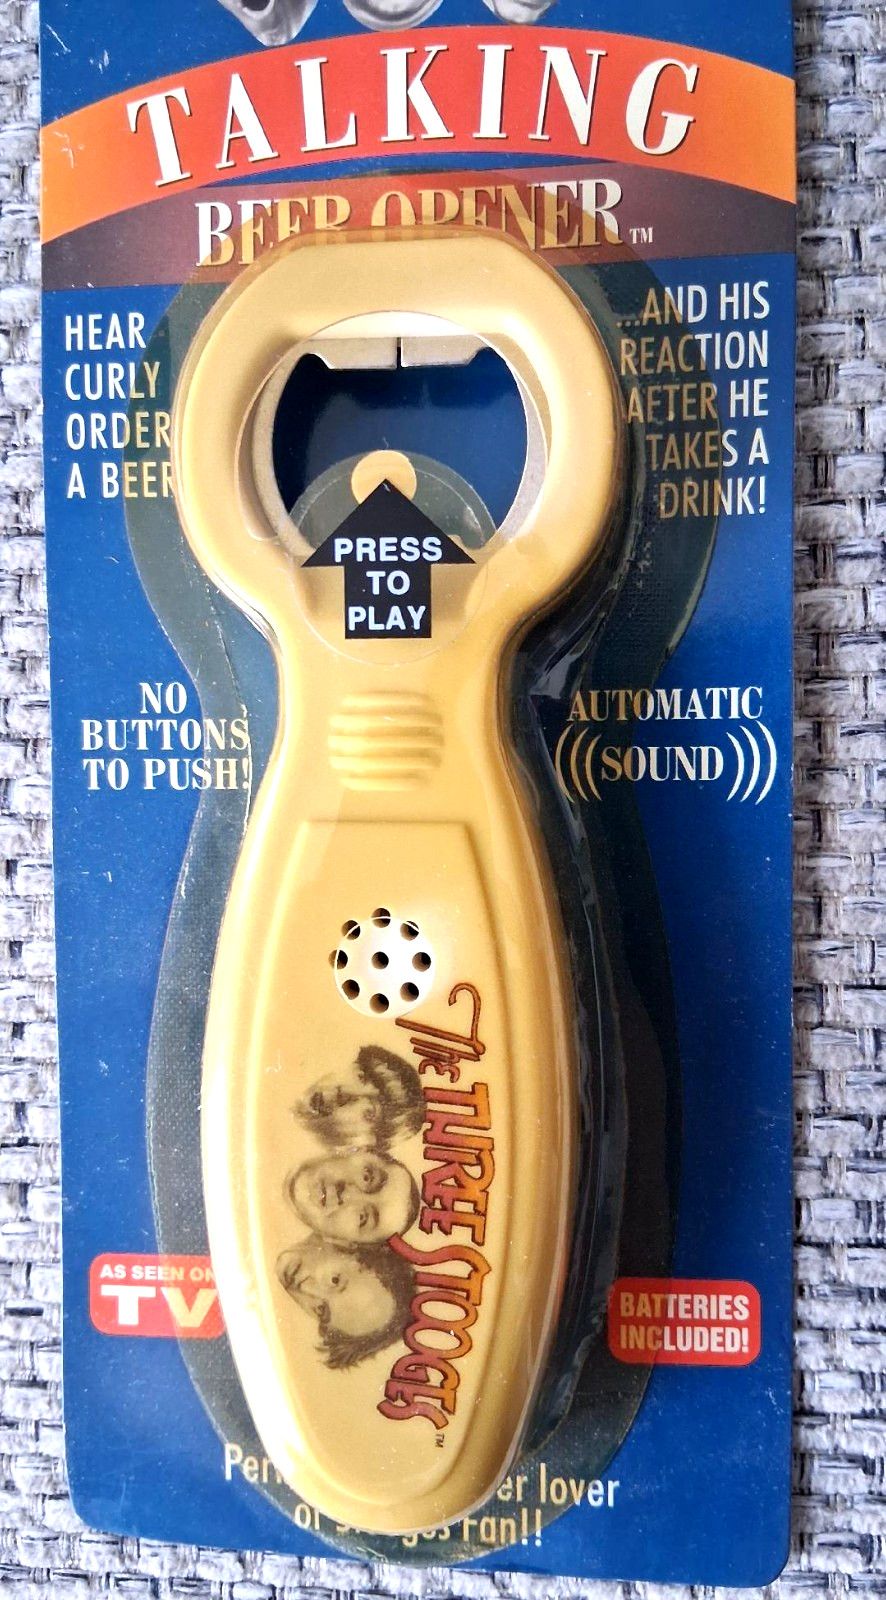 TALKING
BEER OPENER™
HEAR
CURLY
ORDER
A BEER
...AND HIS
REACTION
AFTER HE
TAKES A
DRINK!
PRESS
TO
PLAY
NO
BUTTONS
TO PUSH!
AUTOMATIC
(((SOUND)))
The THREE STOOGES™
AS SEEN ON
TV
BATTERIES
INCLUDED!
lover
Fan!!